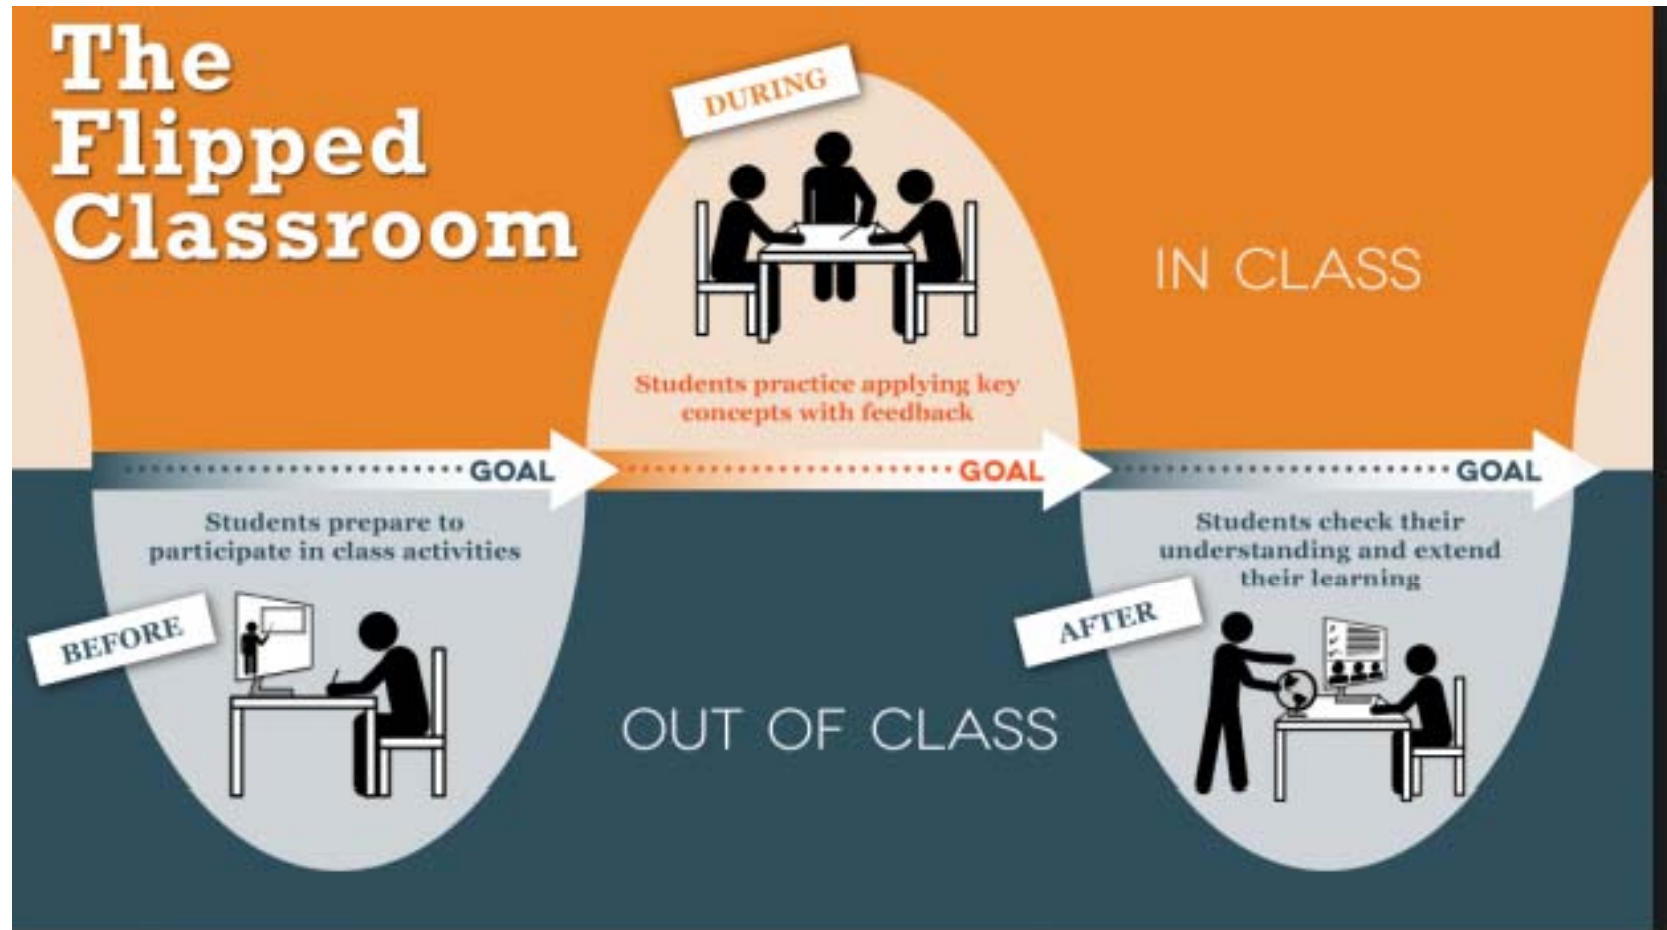 The
Flipped
Classroom
DURING
IN CLASS
Students practice applying key
concepts with feedback
GOAL
GOAL
GOAL
Students prepare to
participate in class activities
BEFORE
OUT OF CLASS
Students check their
understanding and extend
their learning
AFTER